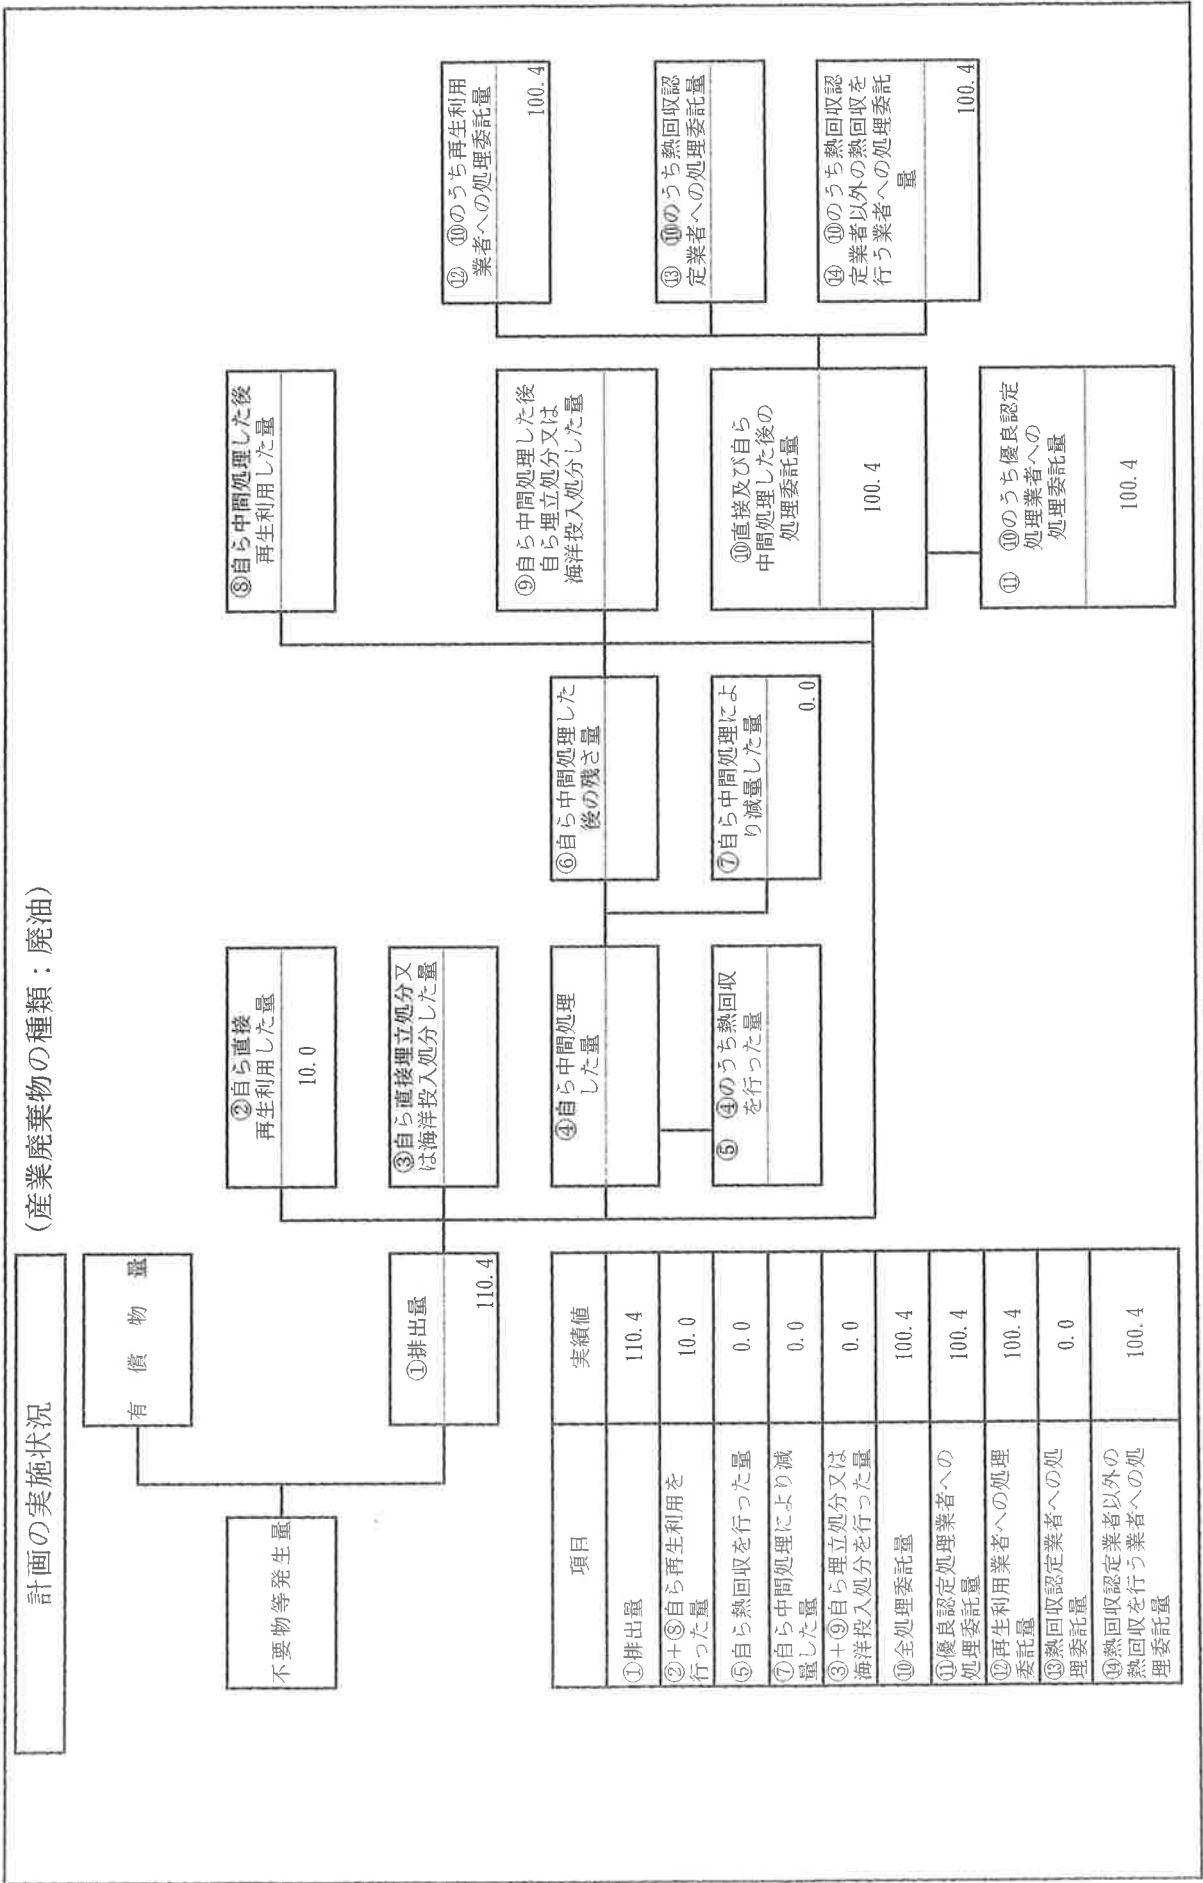 計画の実施状況
(産業廃棄物の種類:廃油)
不要物等発生量
有 償 物 量
①排出量
110.4
②自ら直接
再生利用した量
10.0
③自ら直接埋立処分又
は海洋投入処分した量
④自ら中間処理
した量
⑤ ④のうち熱回収
を行った量
⑥自ら中間処理した
後の残さ量
⑦自ら中間処理によ
り減量した量
0.0
⑧自ら中間処理した後
再生利用した量
⑨自ら中間処理した後
自ら埋立処分又は
海洋投入処分した量
⑩直接及び自ら
中間処理した後の
処理委託量
100.4
⑪ ⑩のうち優良認定
処理業者への
処理委託量
100.4
⑫ ⑩のうち再生利用
業者への処理委託量
100.4
⑬ ⑩のうち熱回収認
定業者への処理委託量
⑭ ⑩のうち熱回収認
定業者以外の熱回収を
行う業者への処理委託
量
100.4
項目 実績値
①排出量 110.4
②+⑧自ら再生利用を
行った量 10.0
⑤自ら熱回収を行った量 0.0
⑦自ら中間処理により減
量した量 0.0
③+⑨自ら埋立処分又は
海洋投入処分を行った量 0.0
⑩全処理委託量 100.4
⑪優良認定処理業者への
処理委託量 100.4
⑫再生利用業者への処理
委託量 100.4
⑬熱回収認定業者への処
理委託量 0.0
⑭熱回収認定業者以外の
熱回収を行う業者への処
理委託量 100.4